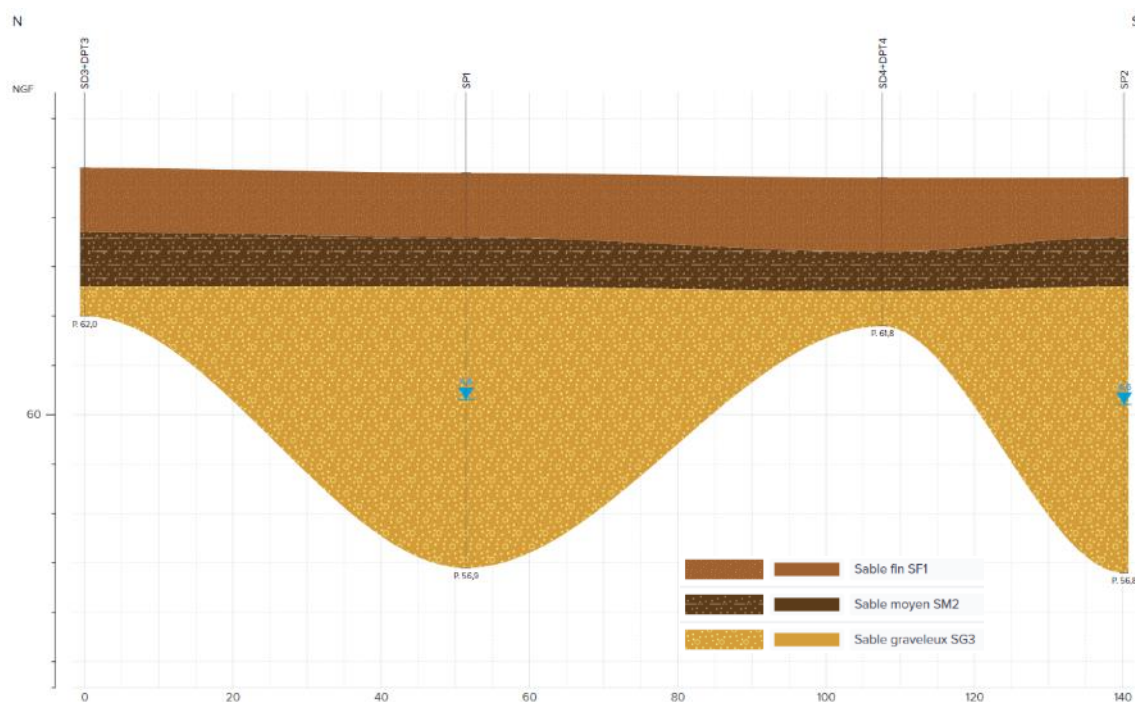 N
S
NGF
SD3+DPT3
SP1
SD4+DPT4
SP2
P. 62,0
P. 61,8
60
P. 56,9
P. 56,8
Sable fin SF1
Sable moyen SM2
Sable graveleux SG3
0 20 40 60 80 100 120 140